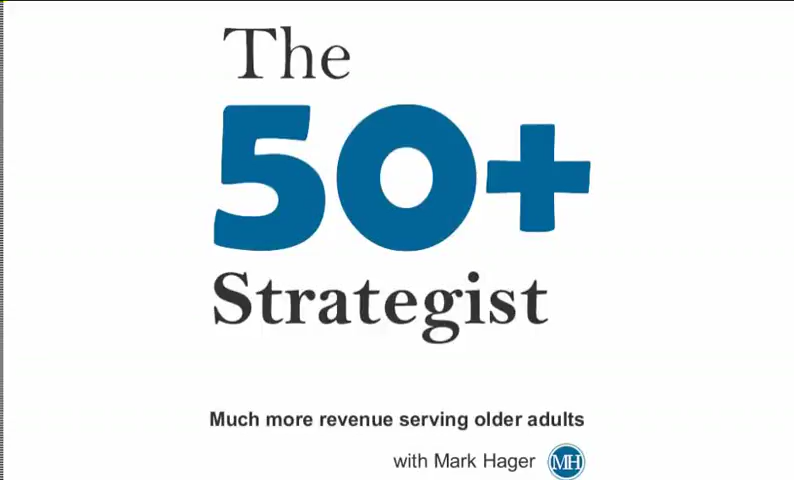 The
50+
Strategist
Much more revenue serving older adults
with Mark Hager MH